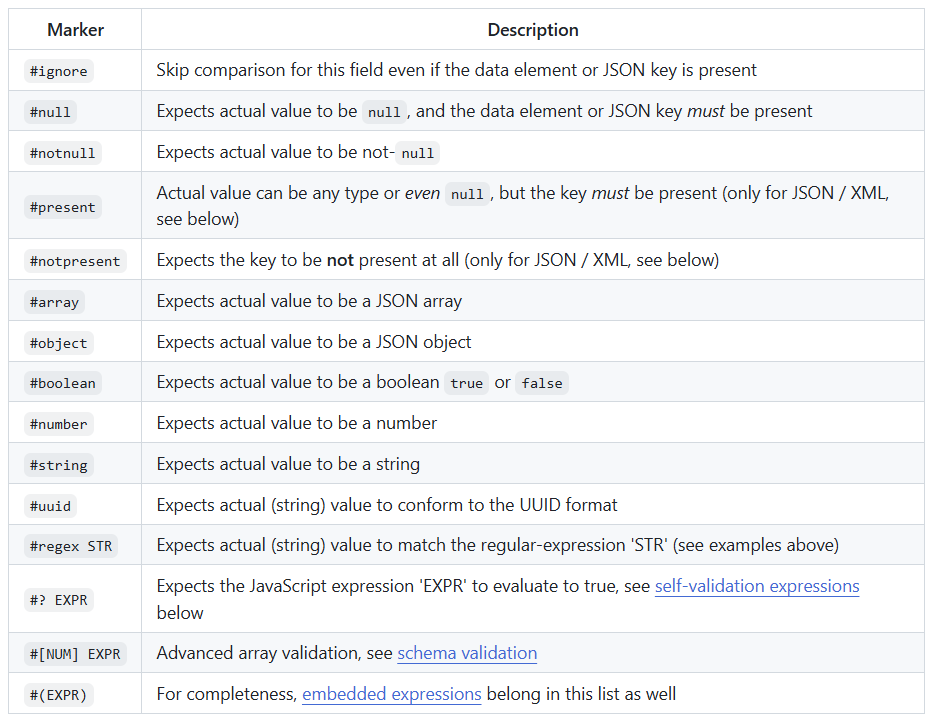 Marker Description
#ignore Skip comparison for this field even if the data element or JSON key is present
#null Expects actual value to be null, and the data element or JSON key must be present
#notnull Expects actual value to be not-null
#present Actual value can be any type or even null, but the key must be present (only for JSON / XML,
see below)
#notpresent Expects the key to be not present at all (only for JSON / XML, see below)
#array Expects actual value to be a JSON array
#object Expects actual value to be a JSON object
#boolean Expects actual value to be a boolean true or false
#number Expects actual value to be a number
#string Expects actual value to be a string
#uuid Expects actual (string) value to conform to the UUID format
#regex STR Expects actual (string) value to match the regular-expression 'STR' (see examples above)
#? EXPR Expects the JavaScript expression 'EXPR' to evaluate to true, see self-validation expressions
below
#[NUM] EXPR Advanced array validation, see schema validation
#(EXPR) For completeness, embedded expressions belong in this list as well